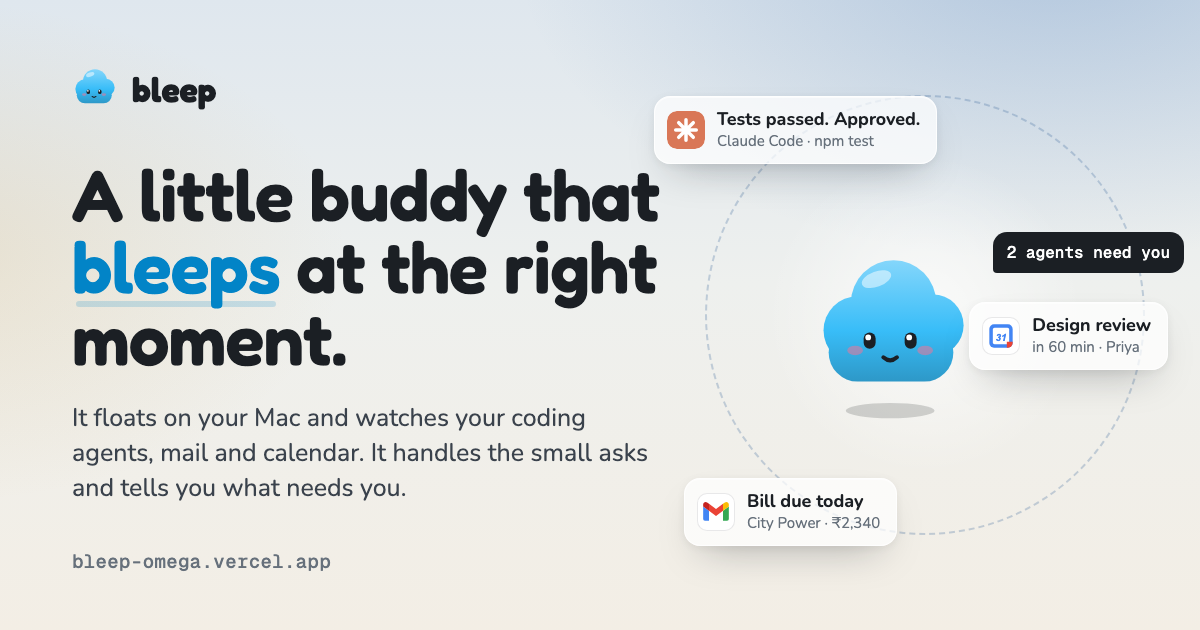 bleep
A little buddy that
bleeps at the right
moment.
It floats on your Mac and watches your coding
agents, mail and calendar. It handles the small asks
and tells you what needs you.
bleep-omega.vercel.app
Tests passed. Approved.
Claude Code · npm test
2 agents need you
31
Design review
in 60 min · Priya
Bill due today
City Power · ₹2,340